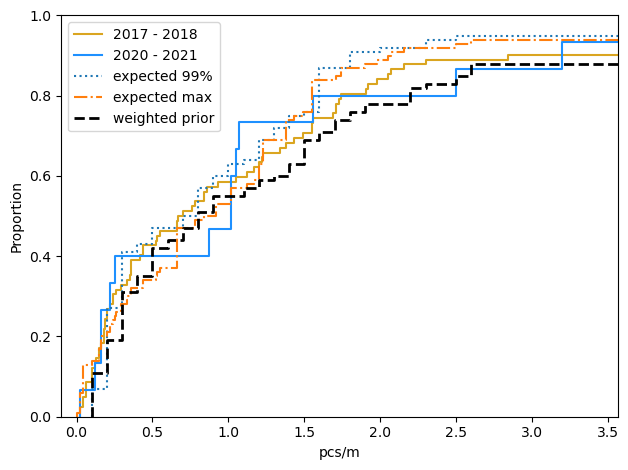 1.0
0.8
0.6
0.4
0.2
0.0
Proportion
2017 - 2018
2020 - 2021
expected 99%
expected max
weighted prior
0.0 0.5 1.0 1.5 2.0 2.5 3.0 3.5
pcs/m